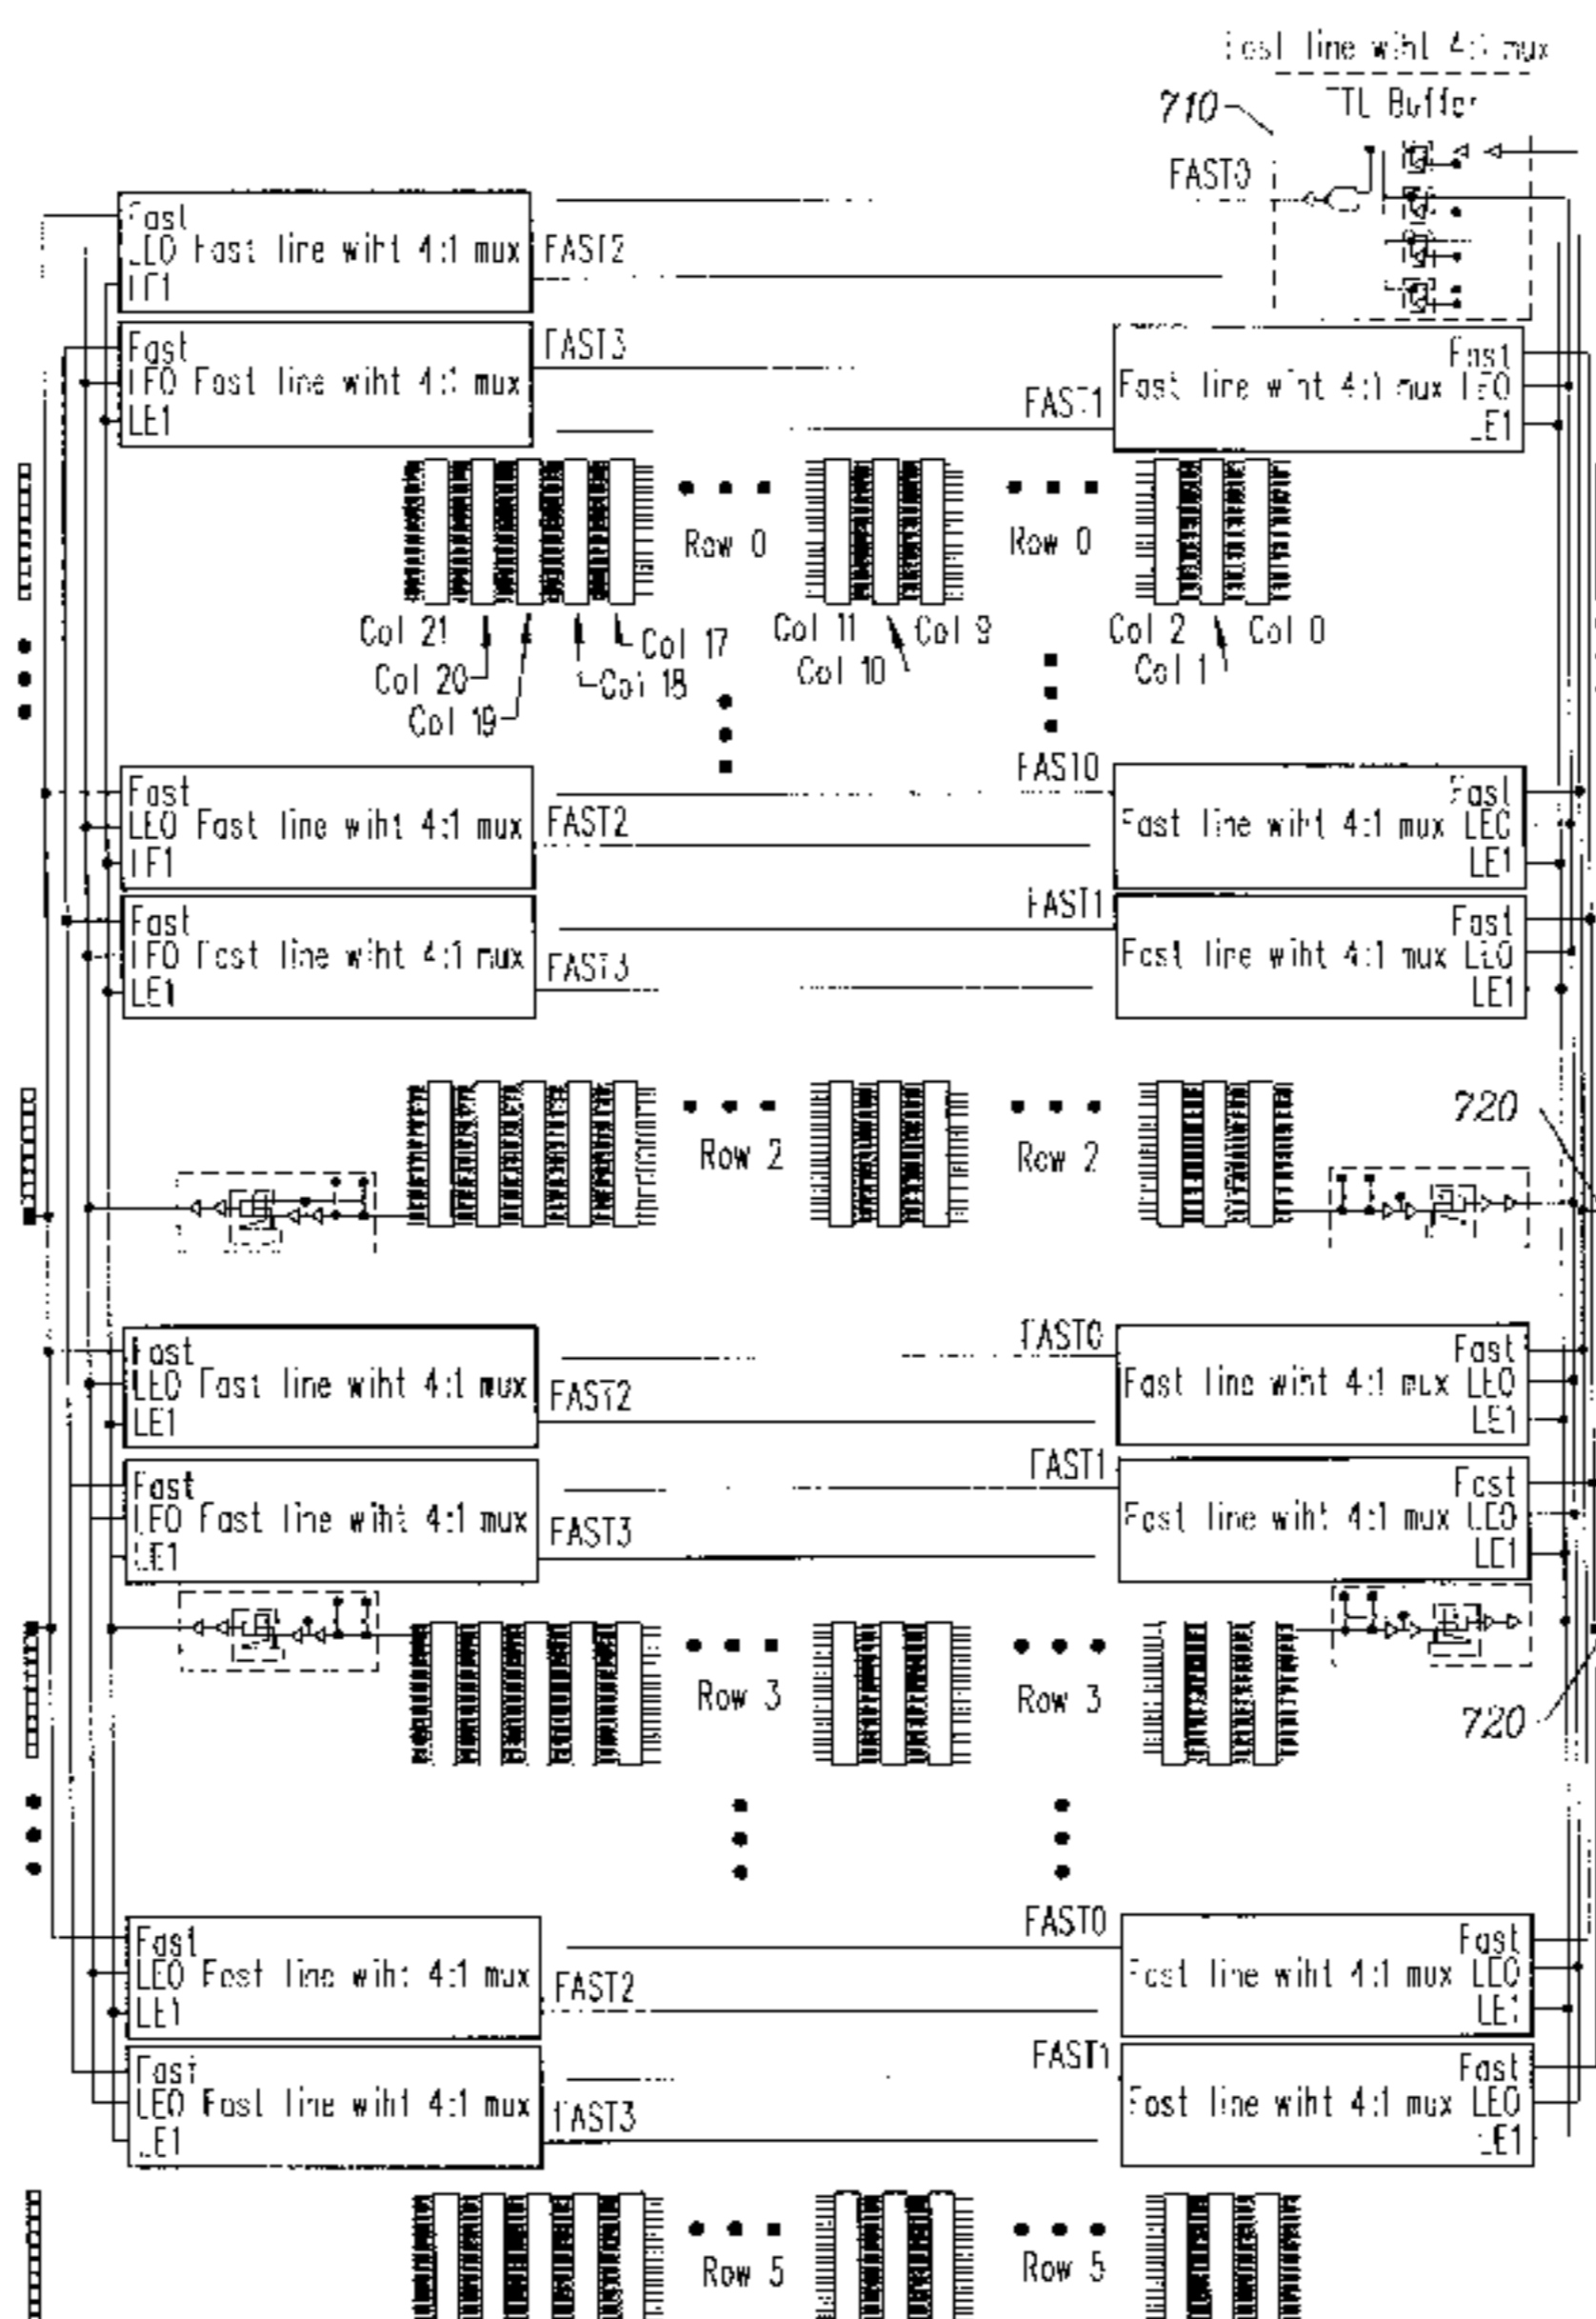 Fast line wiht 4:1 mux
TTL Buffer
710
FAST0
Fast
LE0 Fast line wiht 4:1 mux
LE1
FAST2
Fast
LE0 Fast line wiht 4:1 mux
LE1
FAST3
FAST1
Fast
Fast line wiht 4:1 mux LE0
LE1
Row 0
Row 0
Col 21
Col 20
Col 19
Col 18
Col 17
Col 11
Col 10
Col 9
Col 2
Col 1
Col 0
Fast
LE0 Fast line wiht 4:1 mux
LE1
FAST2
FAST0
Fast
Fast line wiht 4:1 mux LE0
LE1
Fast
LE0 Fast line wiht 4:1 mux
LE1
FAST3
FAST1
Fast
Fast line wiht 4:1 mux LE0
LE1
Row 2
Row 2
720
Fast
LE0 Fast line wiht 4:1 mux
LE1
FAST2
FAST0
Fast
Fast line wiht 4:1 mux LE0
LE1
Fast
LE0 Fast line wiht 4:1 mux
LE1
FAST3
FAST1
Fast
Fast line wiht 4:1 mux LE0
LE1
Row 3
Row 3
720
Fast
LE0 Fast line wiht 4:1 mux
LE1
FAST2
FAST0
Fast
Fast line wiht 4:1 mux LE0
LE1
Fast
LE0 Fast line wiht 4:1 mux
LE1
FAST3
FAST1
Fast
Fast line wiht 4:1 mux LE0
LE1
Row 5
Row 5